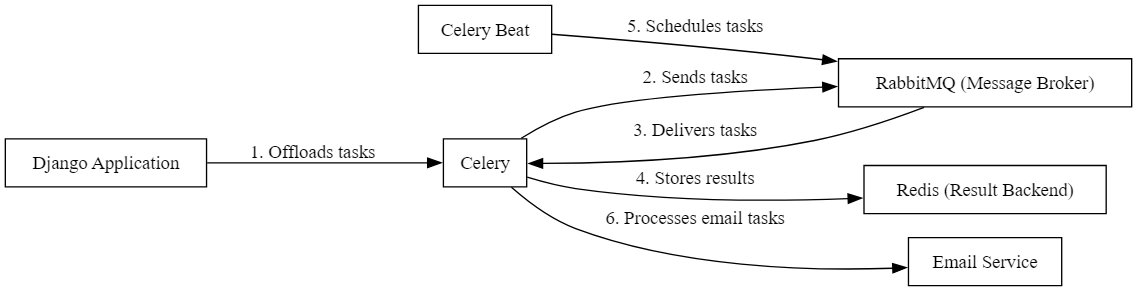 Celery Beat
5. Schedules tasks
RabbitMQ (Message Broker)
2. Sends tasks
3. Delivers tasks
Django Application
1. Offloads tasks
Celery
4. Stores results
Redis (Result Backend)
6. Processes email tasks
Email Service